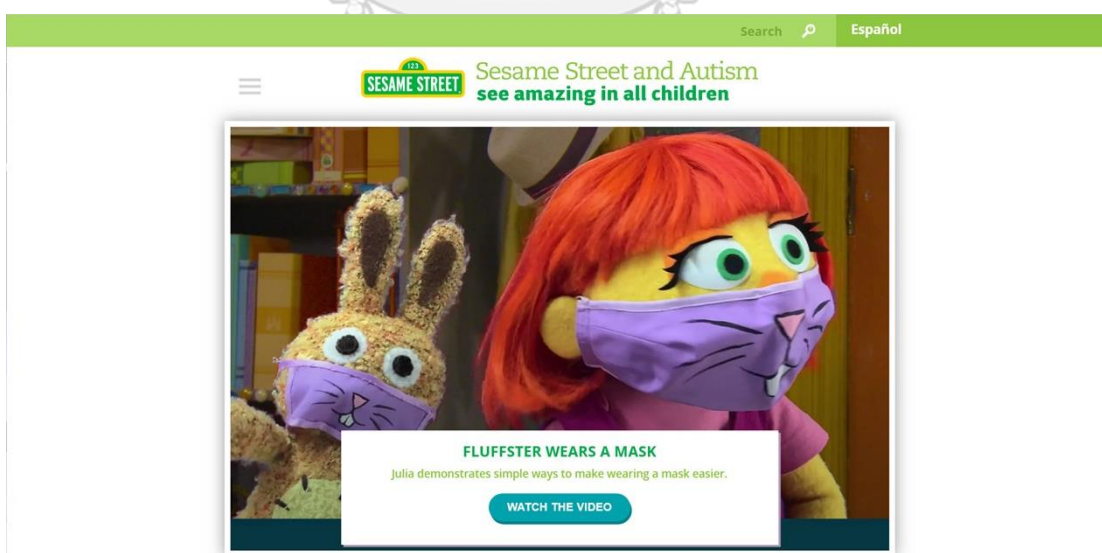 Search Español
123
SESAME STREET
Sesame Street and Autism
see amazing in all children
FLUFFSTER WEARS A MASK
Julia demonstrates simple ways to make wearing a mask easier.
WATCH THE VIDEO